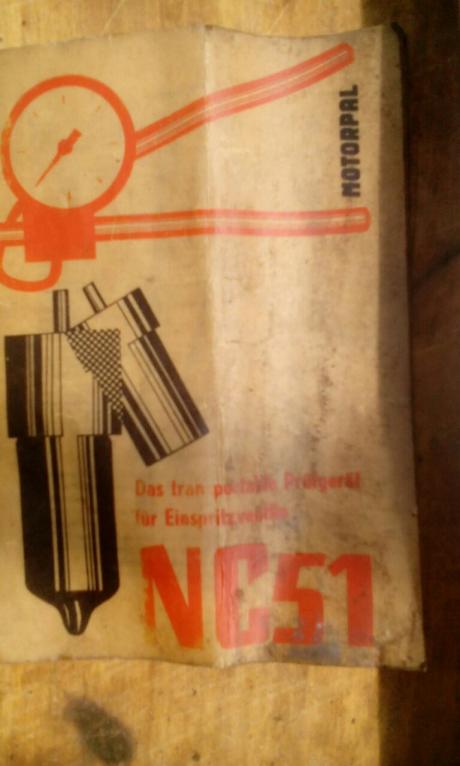 MOTORPAL
Das transportable Prüfgerät
für Einspritzventile
NC51